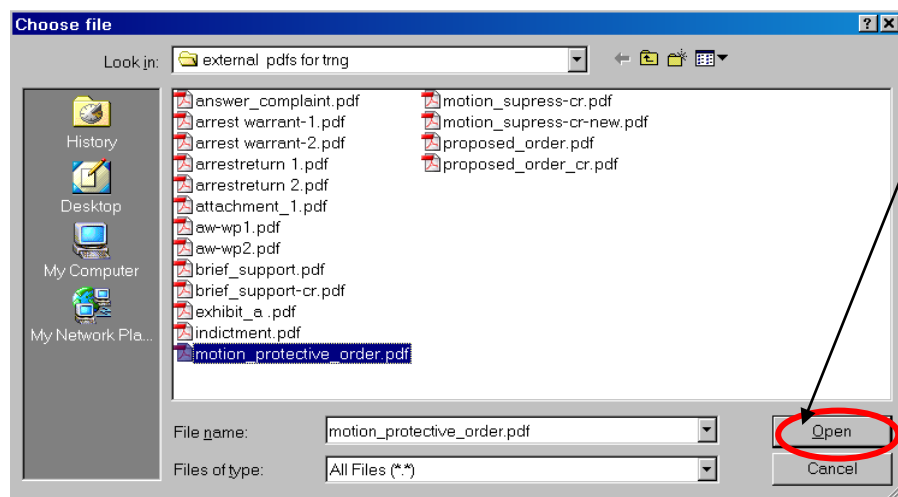 Choose file
Look in:
external pdfs for trng
History
Desktop
My Computer
My Network Pla...
answer_complaint.pdf
arrest warrant-1.pdf
arrest warrant-2.pdf
arrestreturn 1.pdf
arrestreturn 2.pdf
attachment_1.pdf
aw-wp1.pdf
aw-wp2.pdf
brief_support.pdf
brief_support-cr.pdf
exhibit_a .pdf
indictment.pdf
motion_protective_order.pdf
motion_supress-cr.pdf
motion_supress-cr-new.pdf
proposed_order.pdf
proposed_order_cr.pdf
File name:
motion_protective_order.pdf
Open
Files of type:
All Files (*.*)
Cancel